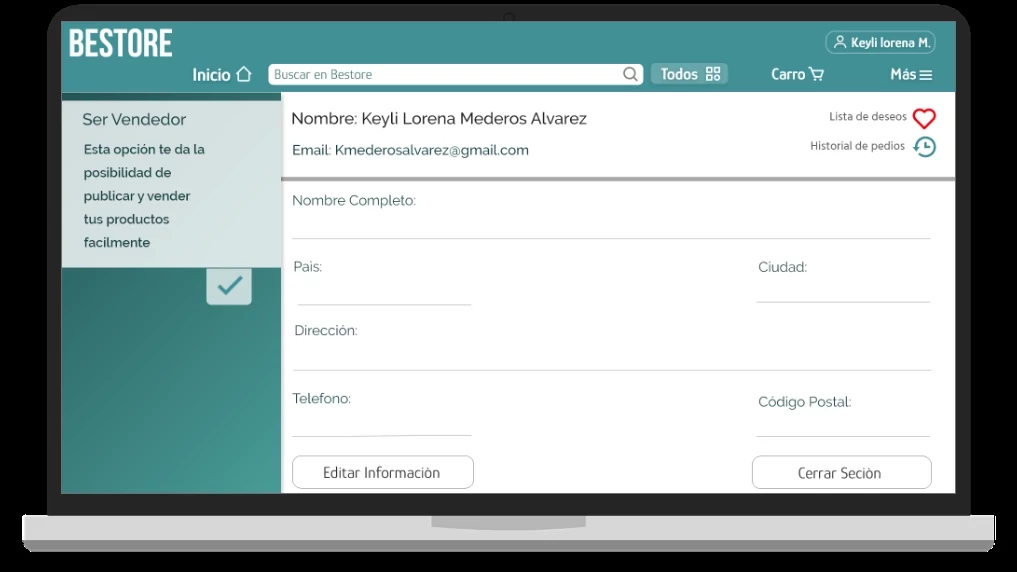 BESTORE
Keyli lorena M.
Inicio
Buscar en Bestore
Todos
Carro
Más
Ser Vendedor
Esta opción te da la
posibilidad de
publicar y vender
tus productos
facilmente
Nombre: Keyli Lorena Mederos Alvarez
Email: Kmederosalvarez@gmail.com
Lista de deseos
Historial de pedios
Nombre Completo:
Pais:
Ciudad:
Dirección:
Telefono:
Código Postal:
Editar Informaciòn
Cerrar Seciòn